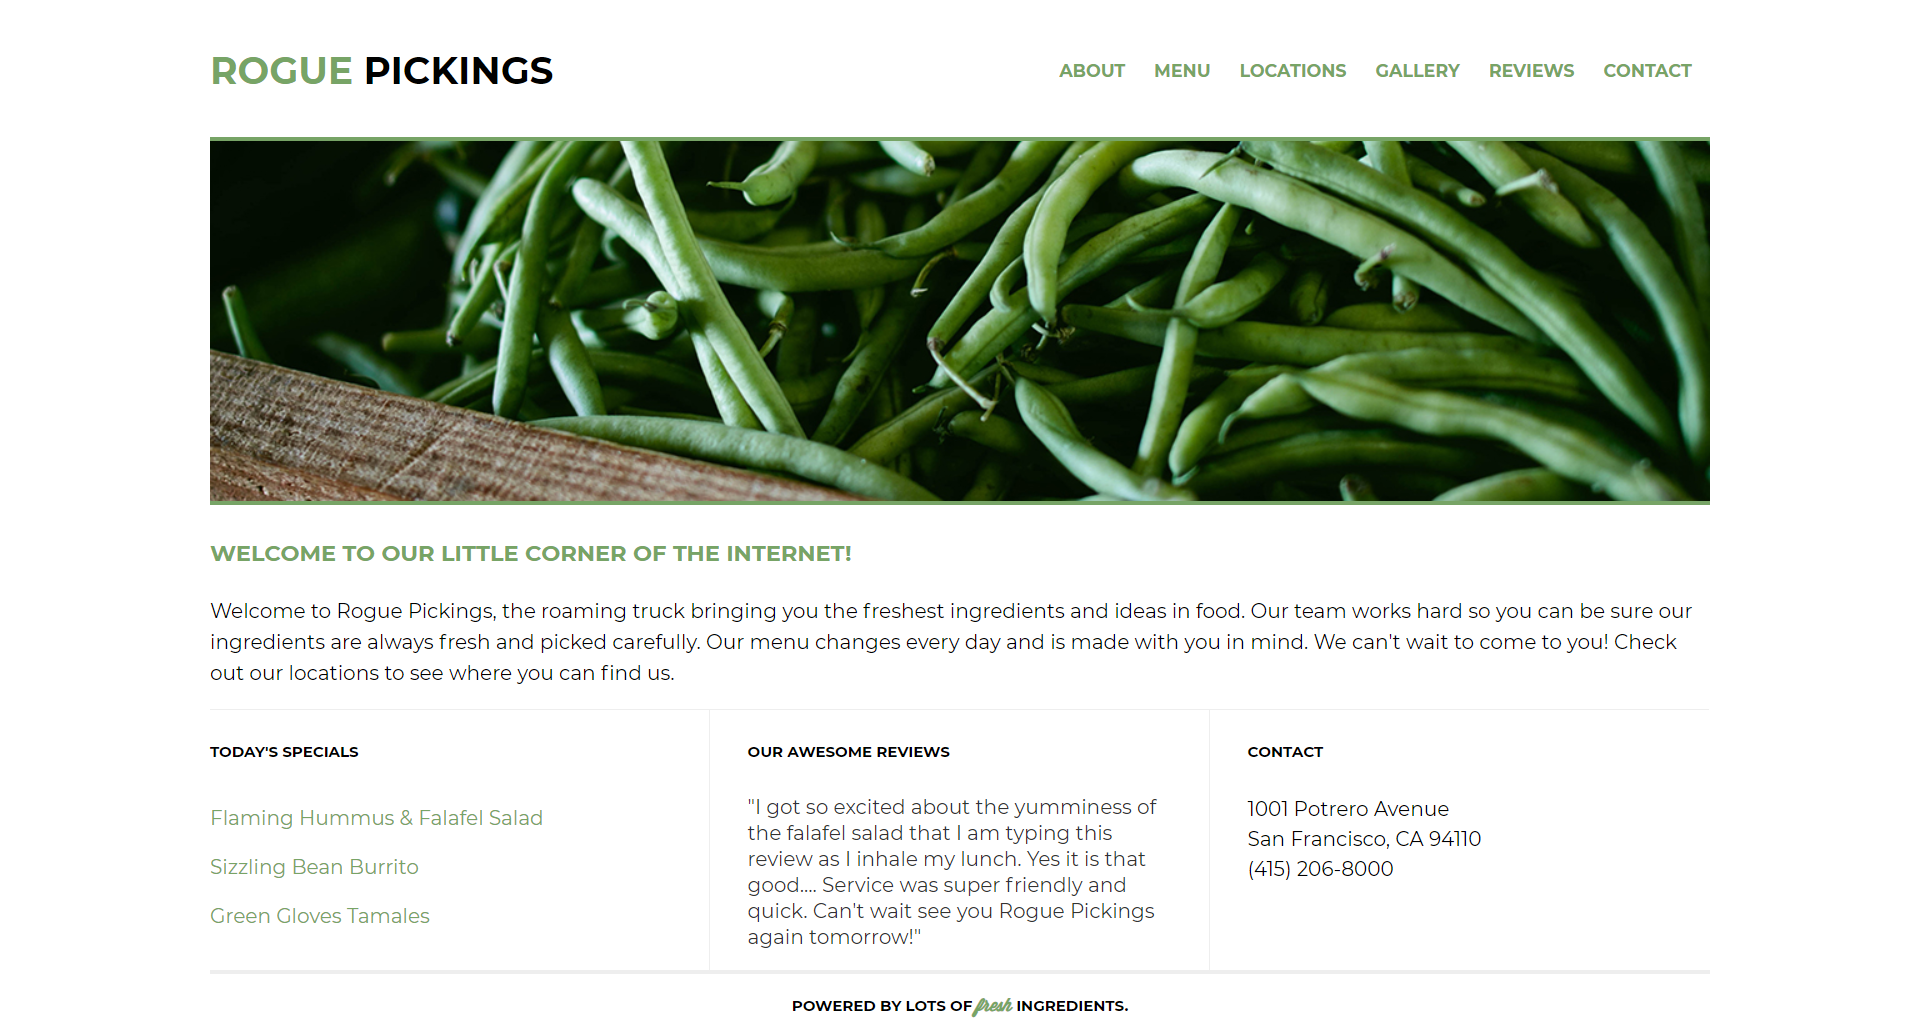 ROGUE PICKINGS
ABOUT MENU LOCATIONS GALLERY REVIEWS CONTACT
WELCOME TO OUR LITTLE CORNER OF THE INTERNET!
Welcome to Rogue Pickings, the roaming truck bringing you the freshest ingredients and ideas in food. Our team works hard so you can be sure our
ingredients are always fresh and picked carefully. Our menu changes every day and is made with you in mind. We can't wait to come to you! Check
out our locations to see where you can find us.
TODAY'S SPECIALS
Flaming Hummus & Falafel Salad
Sizzling Bean Burrito
Green Gloves Tamales
OUR AWESOME REVIEWS
"I got so excited about the yumminess of
the falafel salad that I am typing this
review as I inhale my lunch. Yes it is that
good.... Service was super friendly and
quick. Can't wait see you Rogue Pickings
again tomorrow!"
CONTACT
1001 Potrero Avenue
San Francisco, CA 94110
(415) 206-8000
POWERED BY LOTS OF fresh INGREDIENTS.